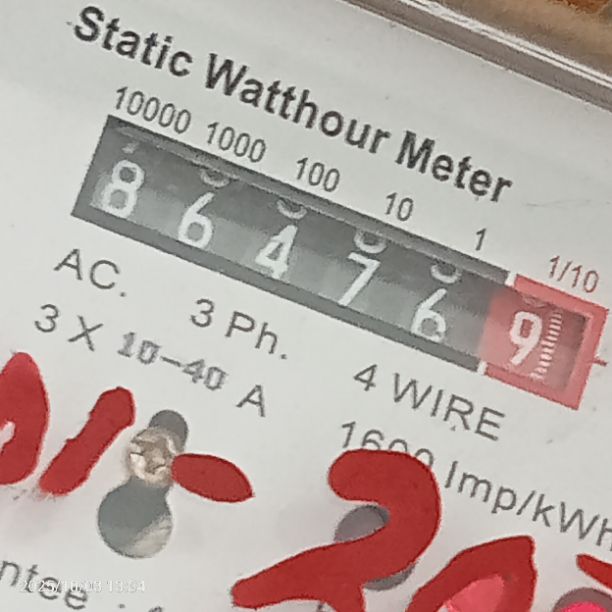 Static Watthour Meter
10000 1000 100 10 1 1/10
8 6 4 7 6 9
AC. 3 Ph. 4 WIRE
3 X 10-40 A
Imp/kWh